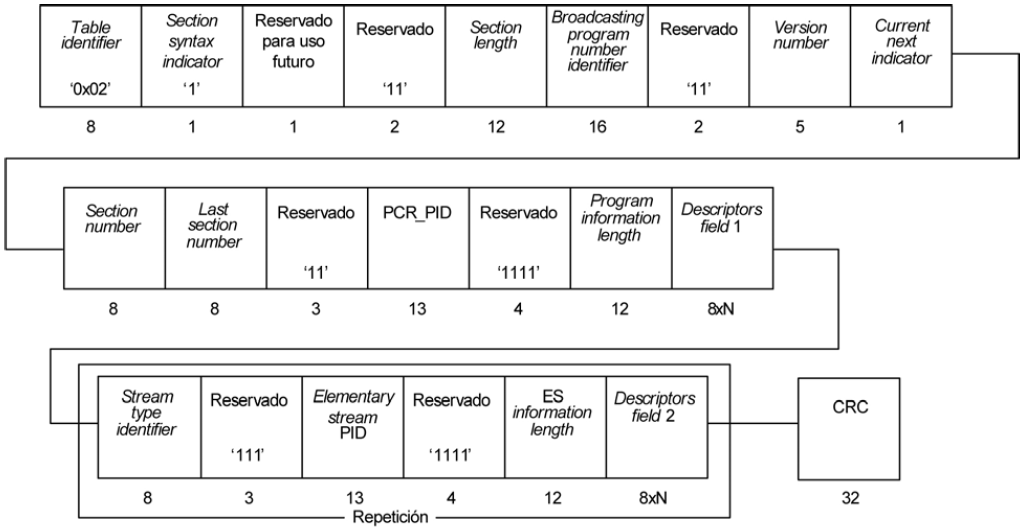 Table
identifier
'0x02'
Section
syntax
indicator
'1'
Reservado
para uso
futuro
Reservado
'11'
Section
length
Broadcasting
program
number
identifier
Reservado
'11'
Version
number
Current
next
indicator
8
1
1
2
12
16
2
5
1
Section
number
Last
section
number
Reservado
'11'
PCR_PID
Reservado
'1111'
Program
information
length
Descriptors
field 1
8
8
3
13
4
12
8xN
Stream
type
identifier
Reservado
'111'
Elementary
stream
PID
Reservado
'1111'
ES
information
length
Descriptors
field 2
CRC
8
3
13
4
12
8xN
32
Repetición